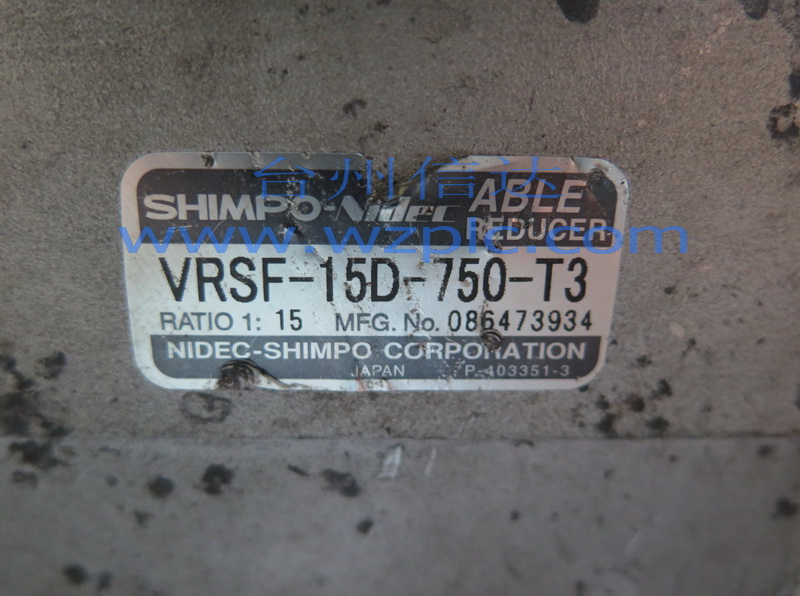 台州信达
SHIMPO-Nidec ABLE REDUCER
www.wzplc.com
VRSF-15D-750-T3
RATIO 1: 15 MFG. No. 086473934
NIDEC-SHIMPO CORPORATION
JAPAN P-403351-3